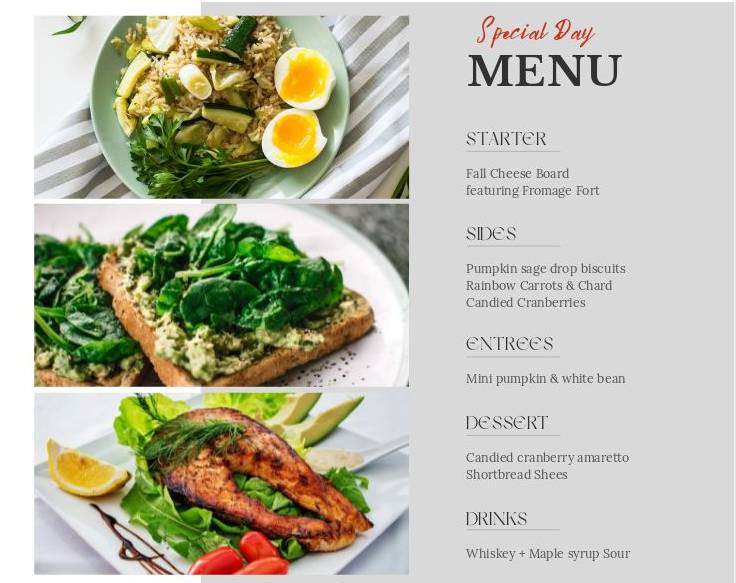 Special Day
MENU
STARTER
Fall Cheese Board
featuring Fromage Fort
SIDES
Pumpkin sage drop biscuits
Rainbow Carrots & Chard
Candied Cranberries
ENTREES
Mini pumpkin & white bean
DESSERT
Candied cranberry amaretto
Shortbread Shees
DRINKS
Whiskey + Maple syrup Sour